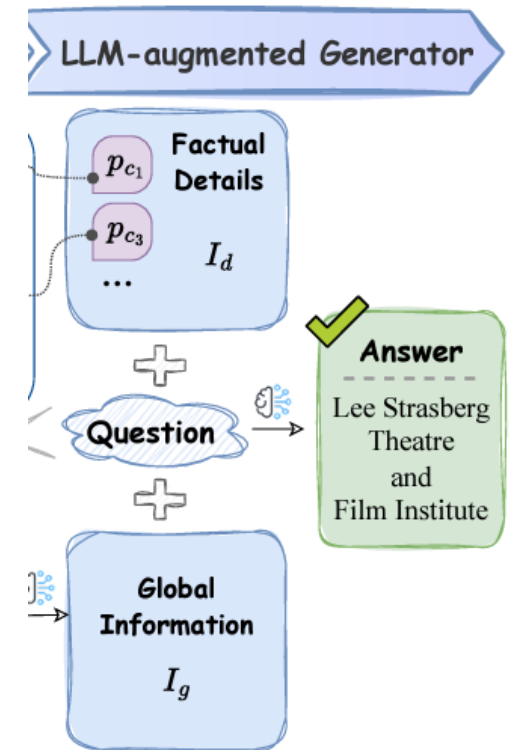 LLM-augmented Generator
p_{c_1}
Factual
Details
p_{c_3}
I_d
...
Answer
Question
Lee Strasberg
Theatre
and
Film Institute
Global
Information
I_g